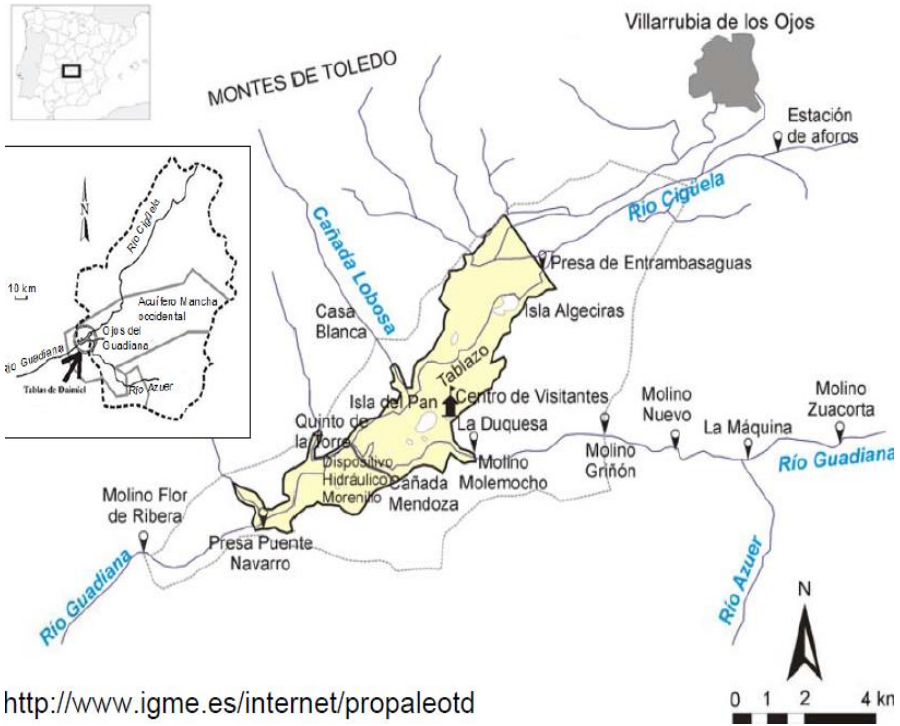 Villarrubia de los Ojos
MONTES DE TOLEDO
Estación
de aforos
Río Cigüela
Cañada Lobosa
Presa de Entrambasaguas
Isla Algeciras
Casa
Blanca
Tablazo
Isla del Pan
Centro de Visitantes
Quinto de
la Torre
La Duquesa
Molino
Nuevo
Molino
Zuacorta
La Máquina
Río Guadiana
Molino
Griñón
Molino
Molemocho
Dispositivo
Hidráulico
Morenillo
Cañada
Mendoza
Molino Flor
de Ribera
Presa Puente
Navarro
Río Guadiana
Río Azuer
N
0 1 2 4 km
N
10 km
Río Cigüela
Acuífero Mancha
occidental
Ojos del
Guadiana
Río Guadiana
Río Azuer
Tablas de Daimiel
http://www.igme.es/internet/propaleotd